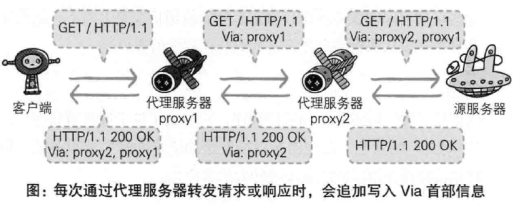 GET / HTTP/1.1
GET / HTTP/1.1
Via: proxy1
GET / HTTP/1.1
Via: proxy2, proxy1
客户端
代理服务器
proxy1
代理服务器
proxy2
源服务器
HTTP/1.1 200 OK
Via: proxy2, proxy1
HTTP/1.1 200 OK
Via: proxy2
HTTP/1.1 200 OK
图：每次通过代理服务器转发请求或响应时，会追加写入 Via 首部信息